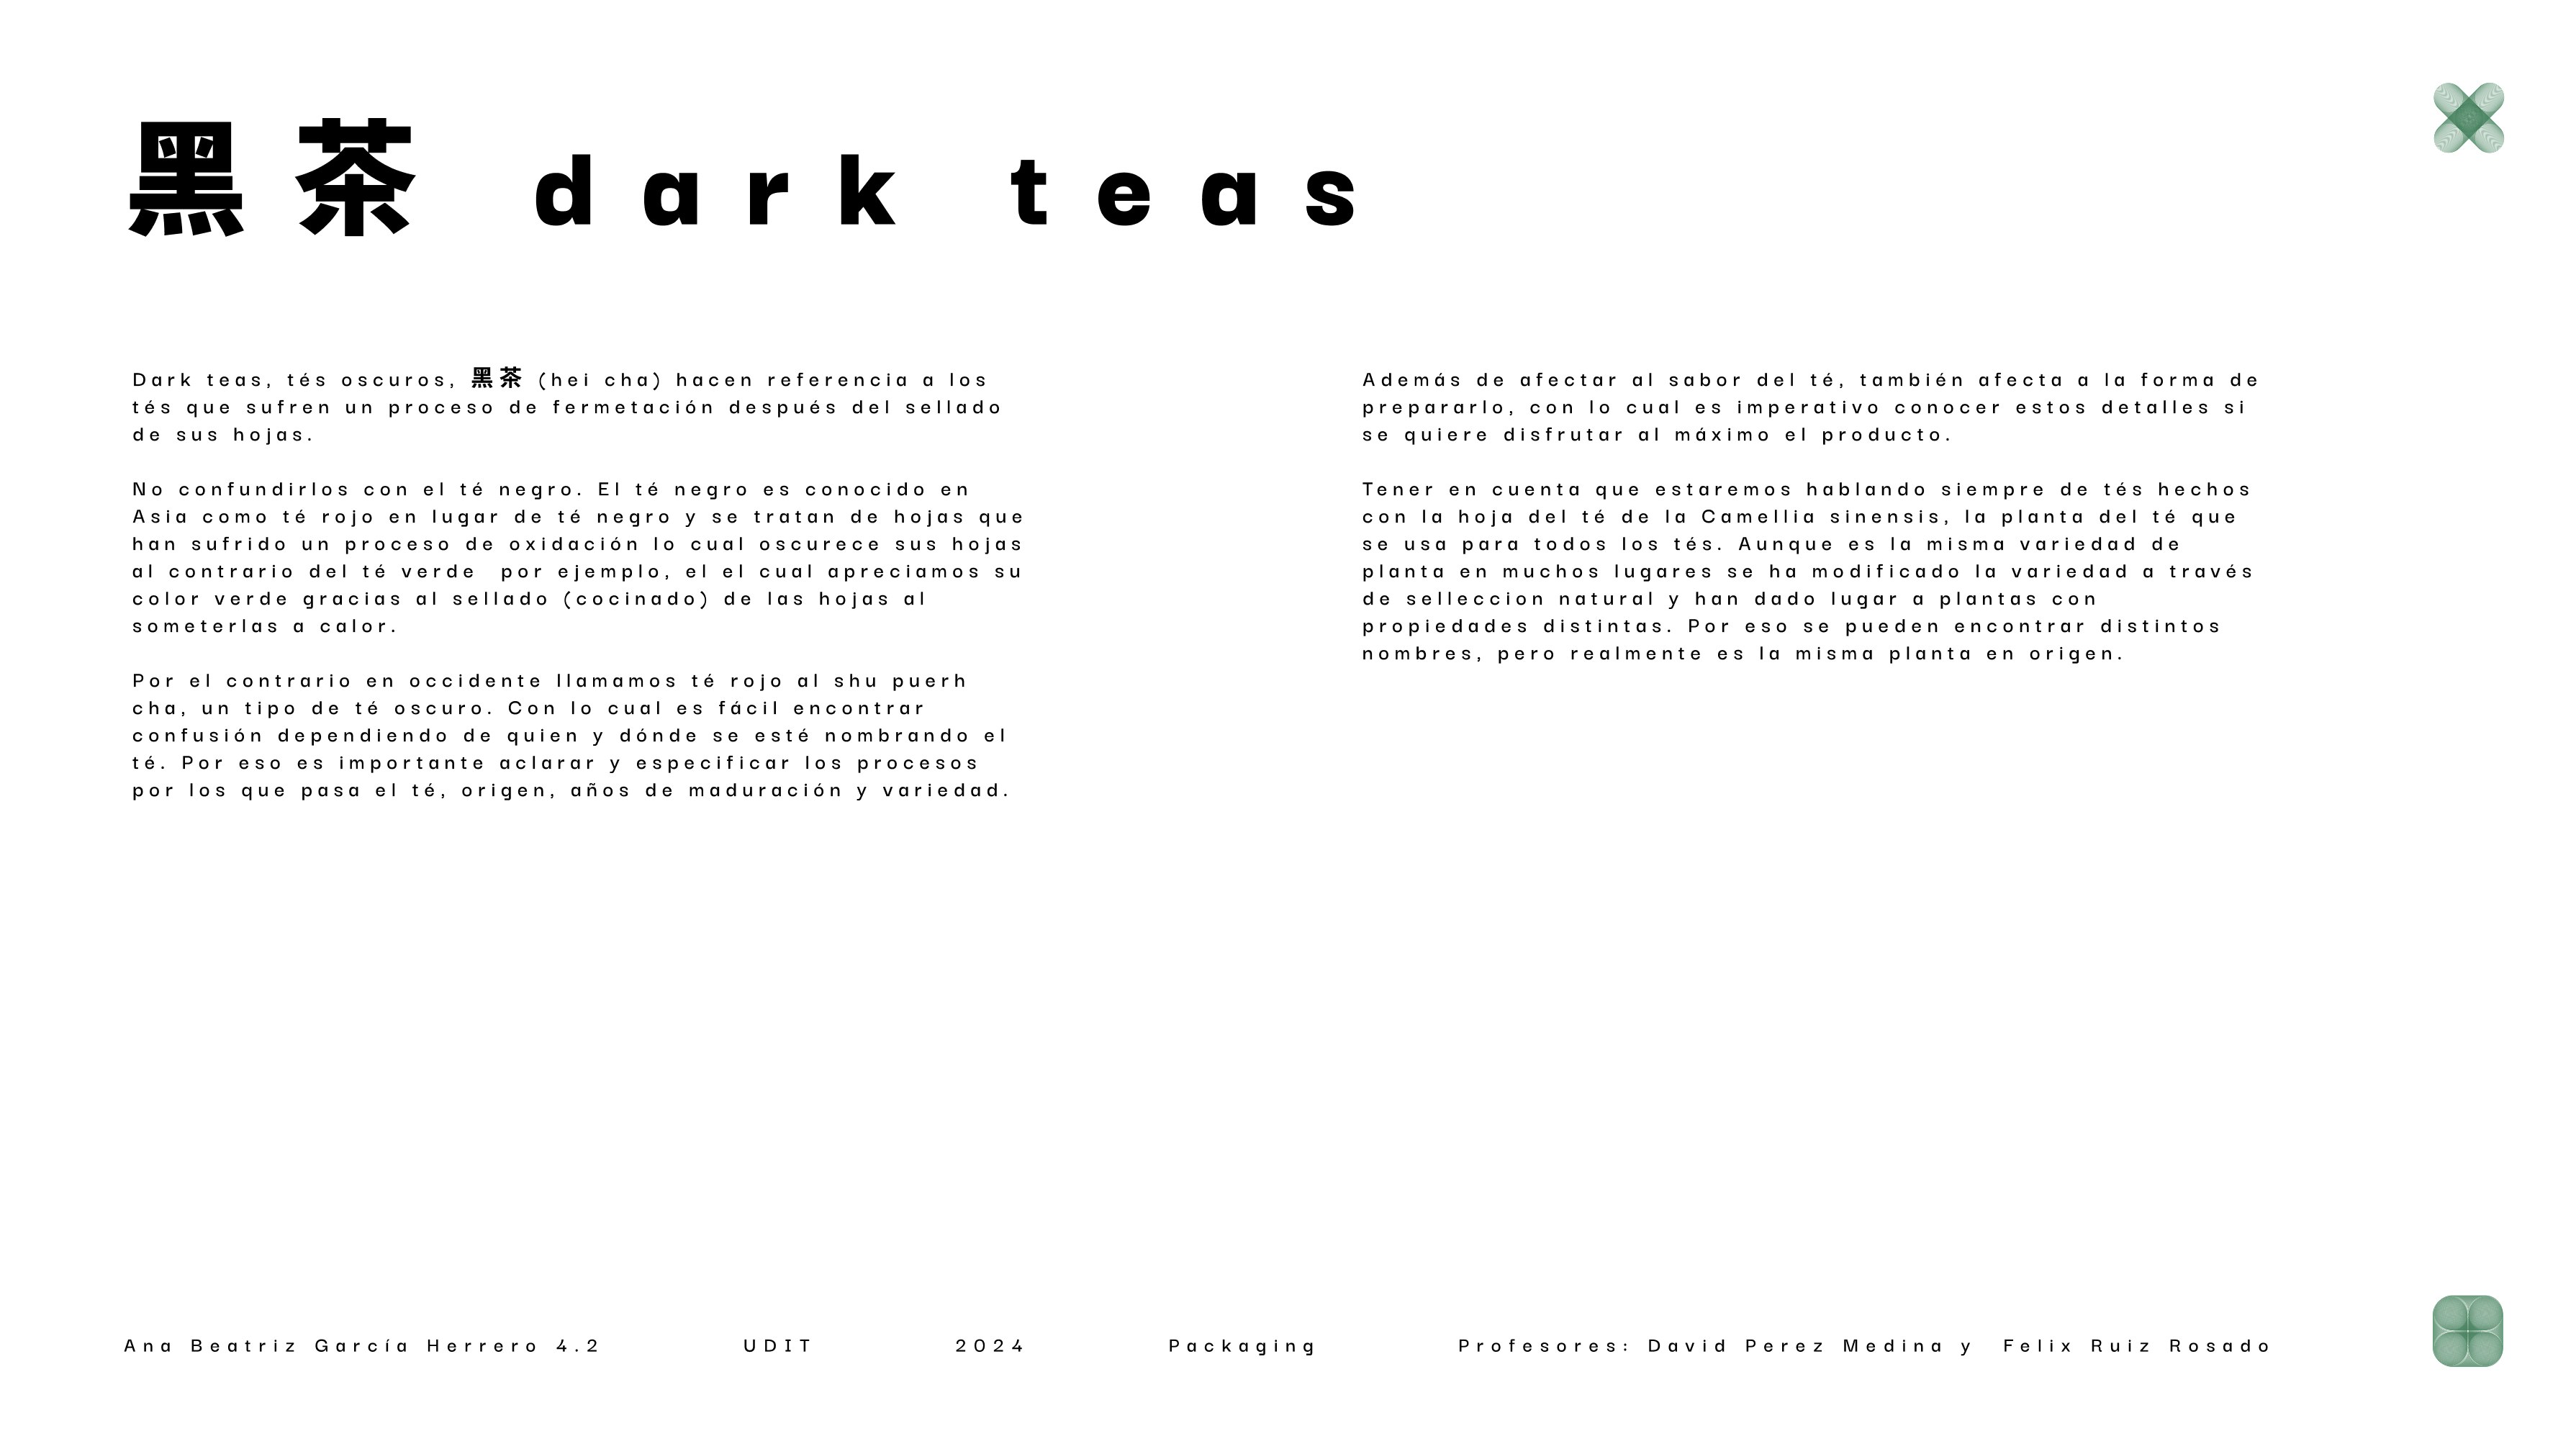 黑茶 dark teas
Dark teas, tés oscuros, 黑茶 (hei cha) hacen referencia a los
tés que sufren un proceso de fermetación después del sellado
de sus hojas.
No confundirlos con el té negro. El té negro es conocido en
Asia como té rojo en lugar de té negro y se tratan de hojas que
han sufrido un proceso de oxidación lo cual oscurece sus hojas
al contrario del té verde  por ejemplo, el el cual apreciamos su
color verde gracias al sellado (cocinado) de las hojas al
someterlas a calor.
Por el contrario en occidente llamamos té rojo al shu puerh
cha, un tipo de té oscuro. Con lo cual es fácil encontrar
confusión dependiendo de quien y dónde se esté nombrando el
té. Por eso es importante aclarar y especificar los procesos
por los que pasa el té, origen, años de maduración y variedad.
Además de afectar al sabor del té, también afecta a la forma de
prepararlo, con lo cual es imperativo conocer estos detalles si
se quiere disfrutar al máximo el producto.
Tener en cuenta que estaremos hablando siempre de tés hechos
con la hoja del té de la Camellia sinensis, la planta del té que
se usa para todos los tés. Aunque es la misma variedad de
planta en muchos lugares se ha modificado la variedad a través
de selleccion natural y han dado lugar a plantas con
propiedades distintas. Por eso se pueden encontrar distintos
nombres, pero realmente es la misma planta en origen.
Ana Beatriz García Herrero 4.2 UDIT 2024 Packaging Profesores: David Perez Medina y  Felix Ruiz Rosado